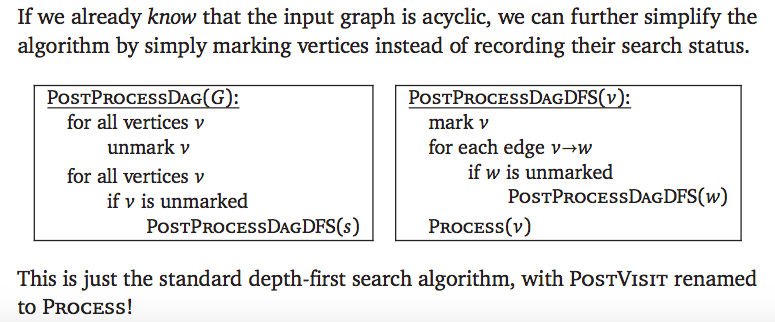 If we already know that the input graph is acyclic, we can further simplify the
algorithm by simply marking vertices instead of recording their search status.
PostProcessDag(G):
for all vertices v
unmark v
for all vertices v
if v is unmarked
PostProcessDagDFS(s)
PostProcessDagDFS(v):
mark v
for each edge v→w
if w is unmarked
PostProcessDagDFS(w)
Process(v)
This is just the standard depth-first search algorithm, with PostVisit renamed
to Process!